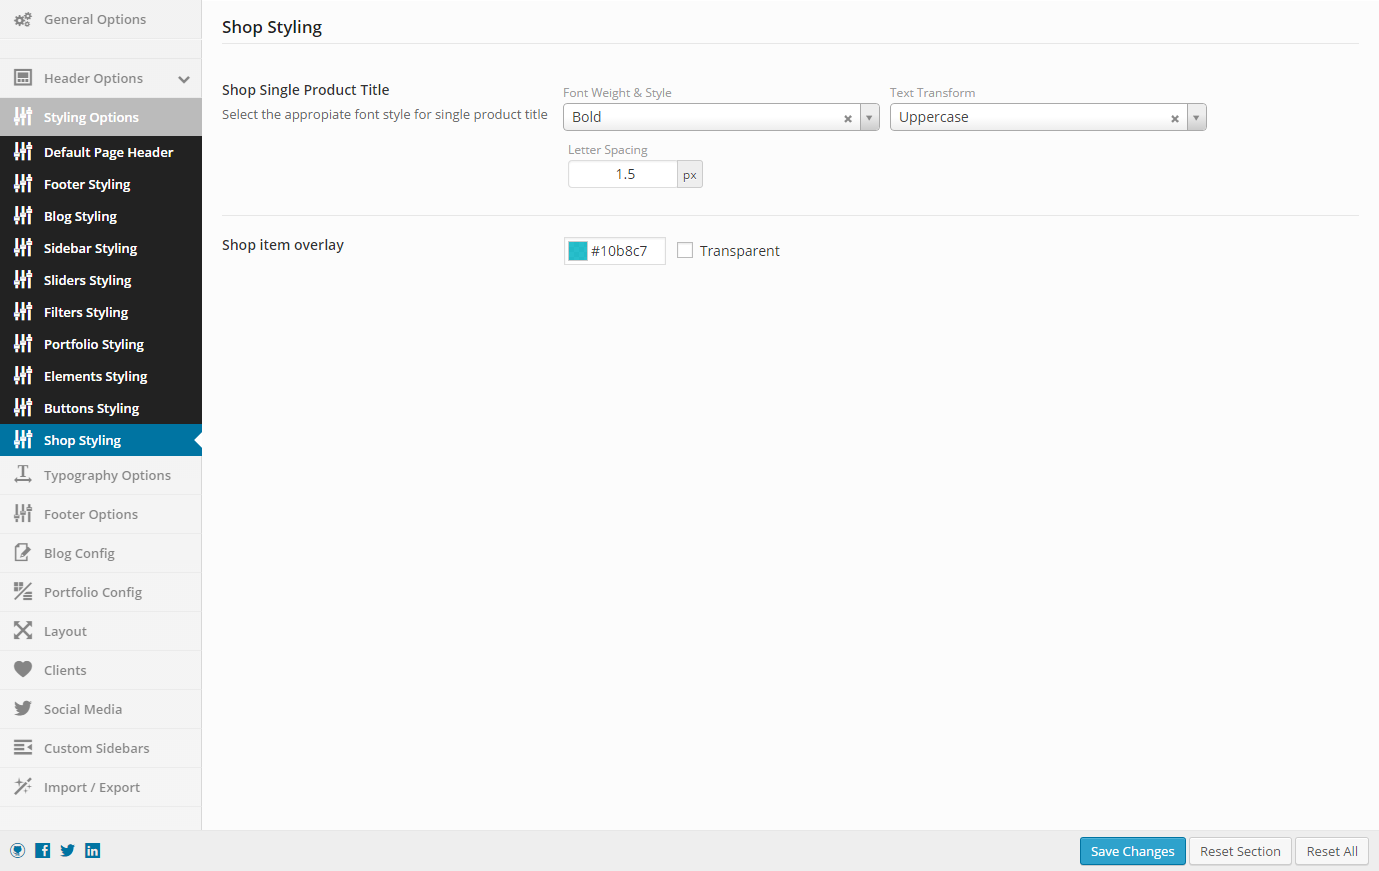 General Options
Header Options
Styling Options
Default Page Header
Footer Styling
Blog Styling
Sidebar Styling
Sliders Styling
Filters Styling
Portfolio Styling
Elements Styling
Buttons Styling
Shop Styling
Typography Options
Footer Options
Blog Config
Portfolio Config
Layout
Clients
Social Media
Custom Sidebars
Import / Export
Shop Styling
Shop Single Product Title
Select the appropiate font style for single product title
Font Weight & Style
Text Transform
Bold
Uppercase
Letter Spacing
1.5 px
Shop item overlay
#10b8c7 Transparent
Save Changes Reset Section Reset All